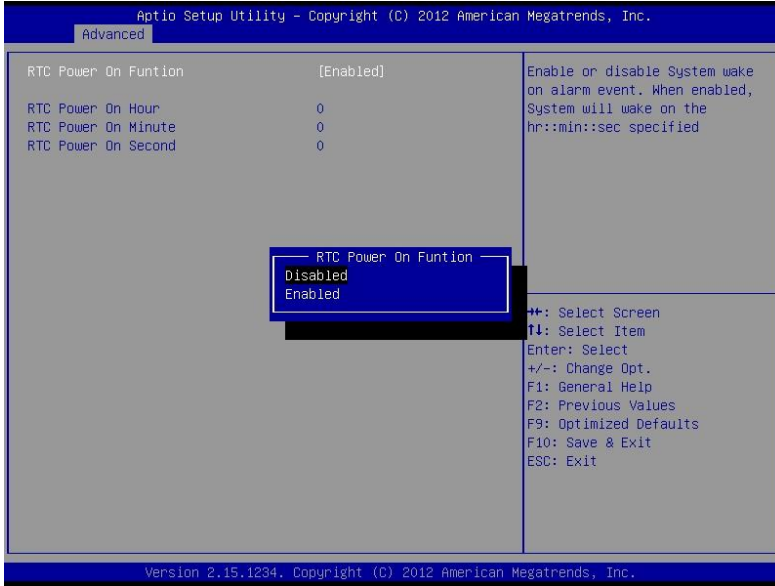 Aptio Setup Utility – Copyright (C) 2012 American Megatrends, Inc.
Advanced
RTC Power On Funtion [Enabled]
RTC Power On Hour 0
RTC Power On Minute 0
RTC Power On Second 0
Enable or disable System wake
on alarm event. When enabled,
System will wake on the
hr::min::sec specified
RTC Power On Funtion
Disabled
Enabled
→←: Select Screen
↑↓: Select Item
Enter: Select
+/-: Change Opt.
F1: General Help
F2: Previous Values
F9: Optimized Defaults
F10: Save & Exit
ESC: Exit
Version 2.15.1234. Copyright (C) 2012 American Megatrends, Inc.